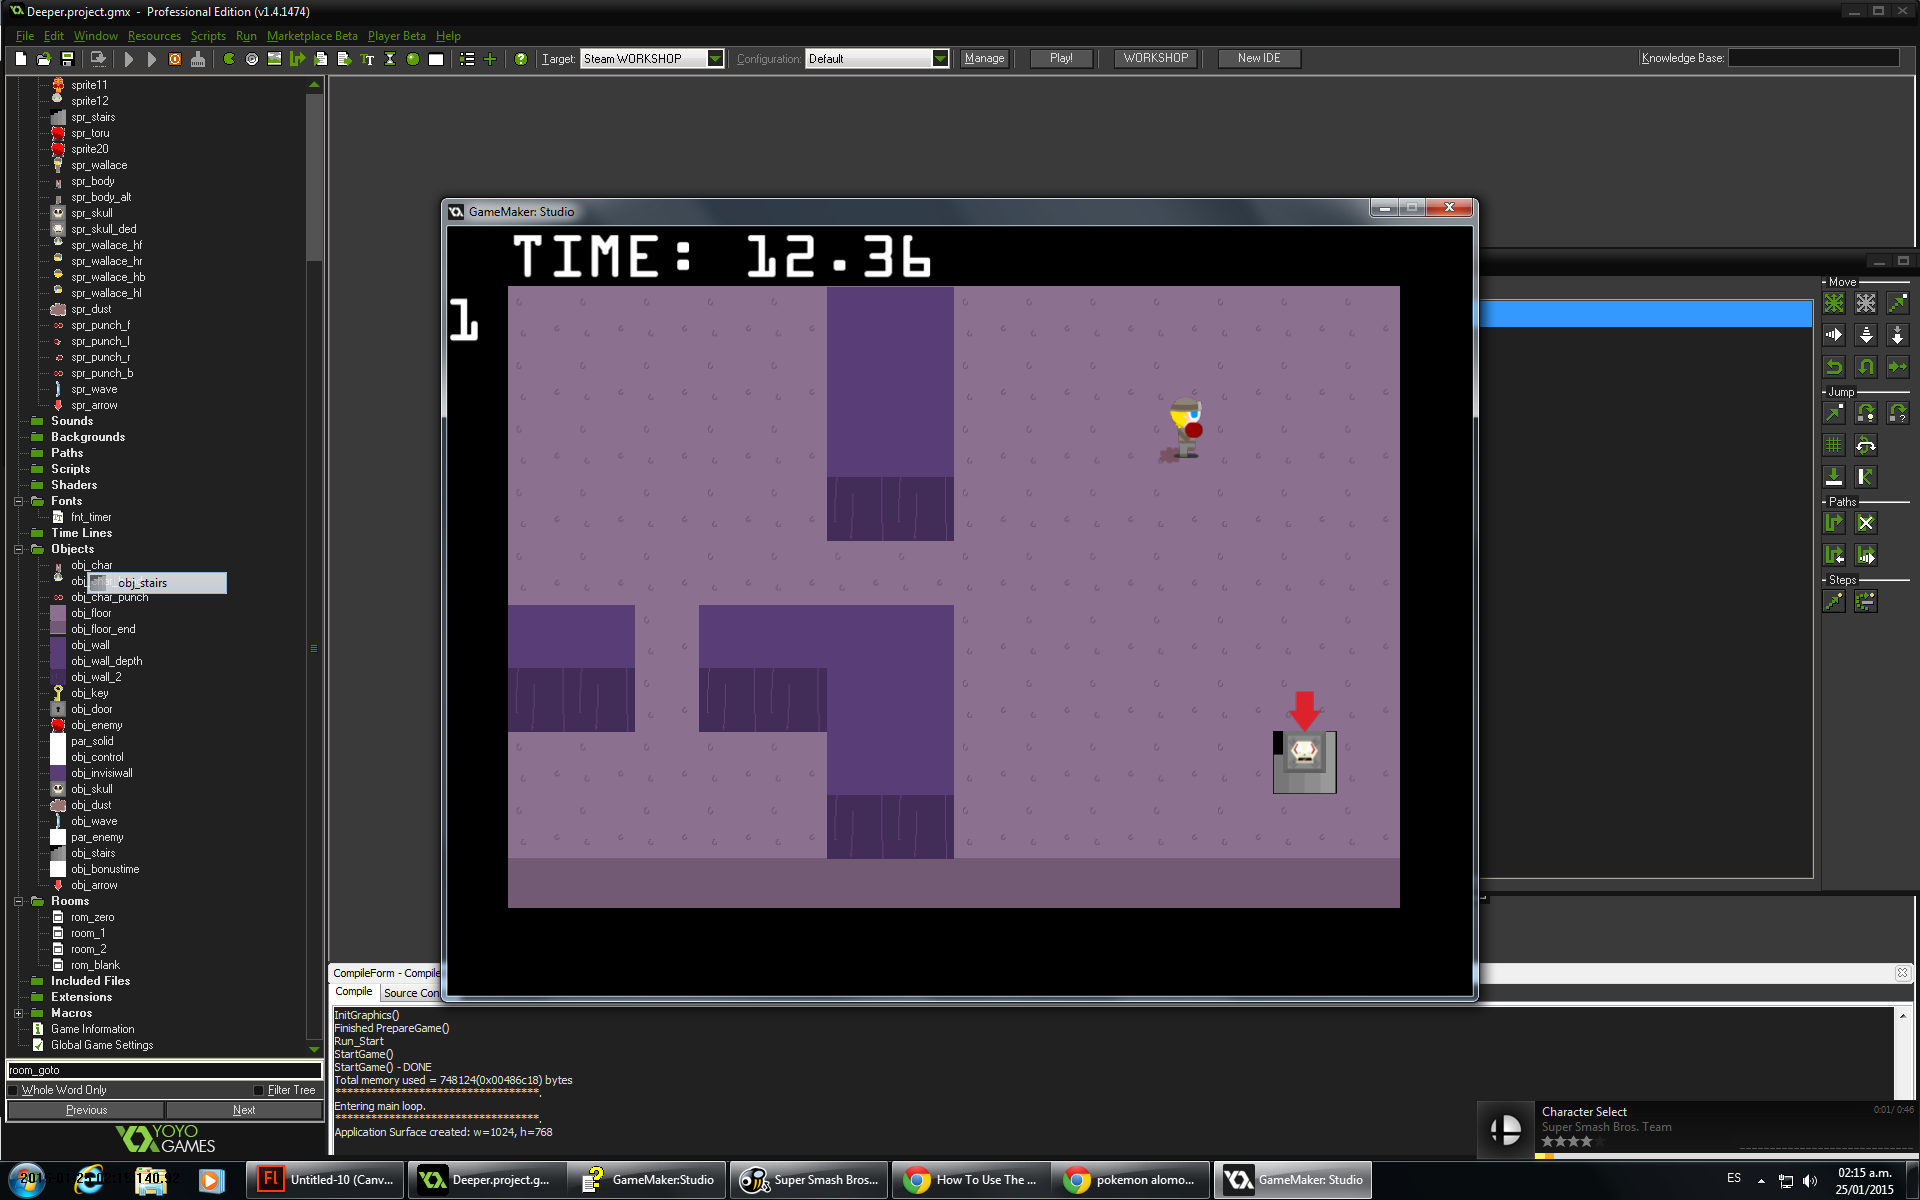 Deeper.project.gmx - Professional Edition (v1.4.1474)
File Edit Window Resources Scripts Run Marketplace Beta Player Beta Help
Target: Steam WORKSHOP Configuration: Default Manage Play! WORKSHOP New IDE Knowledge Base:
sprite11
sprite12
spr_stairs
spr_toru
sprite20
spr_wallace
spr_body
spr_body_alt
spr_skull
spr_skull_ded
spr_wallace_hf
spr_wallace_hr
spr_wallace_hb
spr_wallace_hl
spr_dust
spr_punch_f
spr_punch_l
spr_punch_r
spr_punch_b
spr_wave
spr_arrow
Sounds
Backgrounds
Paths
Scripts
Shaders
Fonts
fnt_timer
Time Lines
Objects
obj_char
obj_stairs
obj_char_punch
obj_floor
obj_floor_end
obj_wall
obj_wall_depth
obj_wall_2
obj_key
obj_door
obj_enemy
par_solid
obj_control
obj_invisiwall
obj_skull
obj_dust
obj_wave
par_enemy
obj_stairs
obj_bonustime
obj_arrow
Rooms
rom_zero
room_1
room_2
rom_blank
Included Files
Extensions
Macros
Game Information
Global Game Settings
room_goto
Whole Word Only Filter Tree
Previous Next
YOYO
GAMES
GameMaker: Studio
TIME: 12.36
1
Move
Jump
Paths
Steps
CompileForm - Compile
Compile Source Con
InitGraphics()
Finished PrepareGame()
Run_Start
StartGame()
StartGame() - DONE
Total memory used = 748124(0x00486c18) bytes
***********************************.
Entering main loop.
***********************************.
Application Surface created: w=1024, h=768
Character Select 0:01/ 0:46
Super Smash Bros. Team
Untitled-10 (Canv... Deeper.project.g... GameMaker:Studio Super Smash Bros... How To Use The ... pokemon alomo... GameMaker: Studio ES 02:15 a.m.
25/01/2015